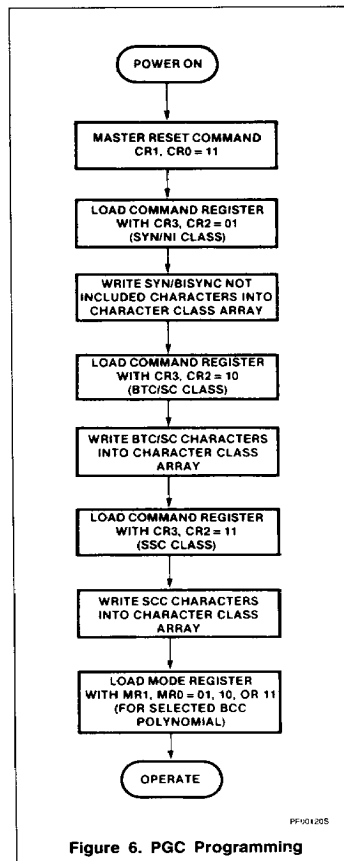 POWER ON
MASTER RESET COMMAND
CR1, CR0 = 11
LOAD COMMAND REGISTER
WITH CR3, CR2 = 01
(SYN/NI CLASS)
WRITE SYN/BISYNC NOT
INCLUDED CHARACTERS INTO
CHARACTER CLASS ARRAY
LOAD COMMAND REGISTER
WITH CR3, CR2 = 10
(BTC/SC CLASS)
WRITE BTC/SC CHARACTERS
INTO CHARACTER CLASS
ARRAY
LOAD COMMAND REGISTER
WITH CR3, CR2 = 11
(SSC CLASS)
WRITE SCC CHARACTERS
INTO CHARACTER CLASS
ARRAY
LOAD MODE REGISTER
WITH MR1, MR0 = 01, 10, OR 11
(FOR SELECTED BCC
POLYNOMIAL)
OPERATE
PF00120S
Figure 6. PGC Programming